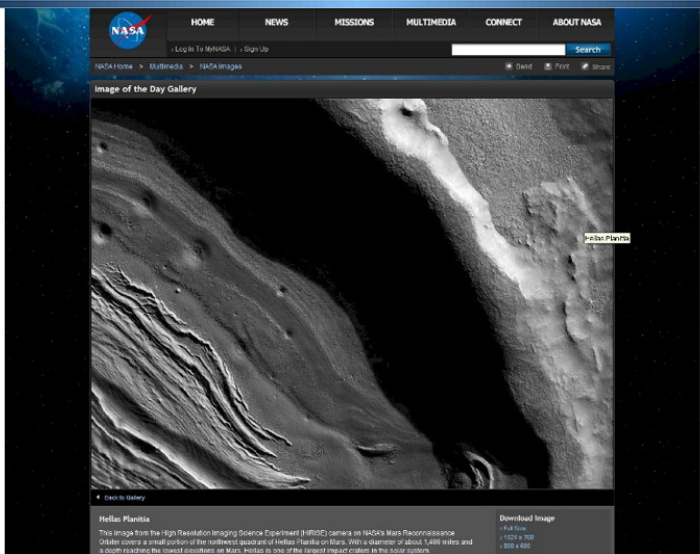 NASA
HOME NEWS MISSIONS MULTIMEDIA CONNECT ABOUT NASA
› Log In To MyNASA | › Sign Up
Search
NASA Home > Multimedia > NASA Images
Send Print Share
Image of the Day Gallery
Hellas Planitia
Back to Gallery
Hellas Planitia
This image from the High Resolution Imaging Science Experiment (HiRISE) camera on NASA's Mars Reconnaissance
Orbiter covers a small portion of the northwest quadrant of Hellas Planitia on Mars. With a diameter of about 1,400 miles and
a depth reaching the lowest elevations on Mars, Hellas is one of the largest impact craters in the solar system.
Download Image
› Full Size
› 1024 x 768
› 800 x 600